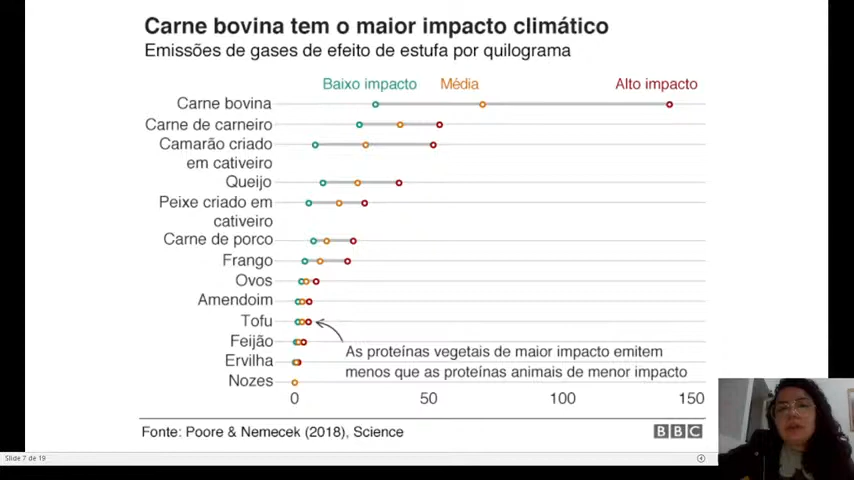 Carne bovina tem o maior impacto climático
Emissões de gases de efeito de estufa por quilograma
Baixo impacto Média Alto impacto
Carne bovina
Carne de carneiro
Camarão criado
em cativeiro
Queijo
Peixe criado em
cativeiro
Carne de porco
Frango
Ovos
Amendoim
Tofu
Feijão
Ervilha
Nozes
As proteínas vegetais de maior impacto emitem
menos que as proteínas animais de menor impacto
0 50 100 150
Fonte: Poore & Nemecek (2018), Science
BBC
Slide 7 de 19